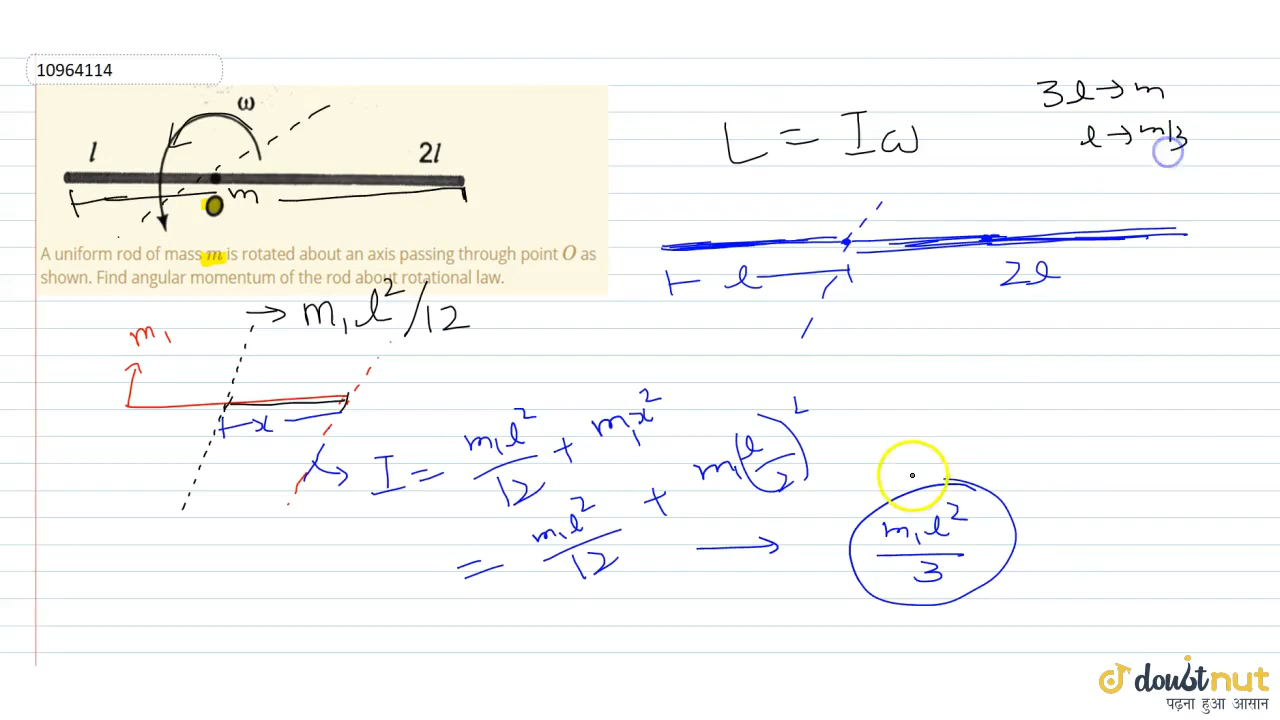 10964114
ω
l
2l
m
O
A uniform rod of mass m is rotated about an axis passing through point O as
shown. Find angular momentum of the rod about rotational law.
3l → m
l → m/3
L = Iω
l
2l
→ m₁l²/12
m₁
x
I = m₁l²/12 + m₁x²
= m₁l²/12 + m₁(l/2)² → m₁l²/3
doubtnut
पढ़ना हुआ आसान